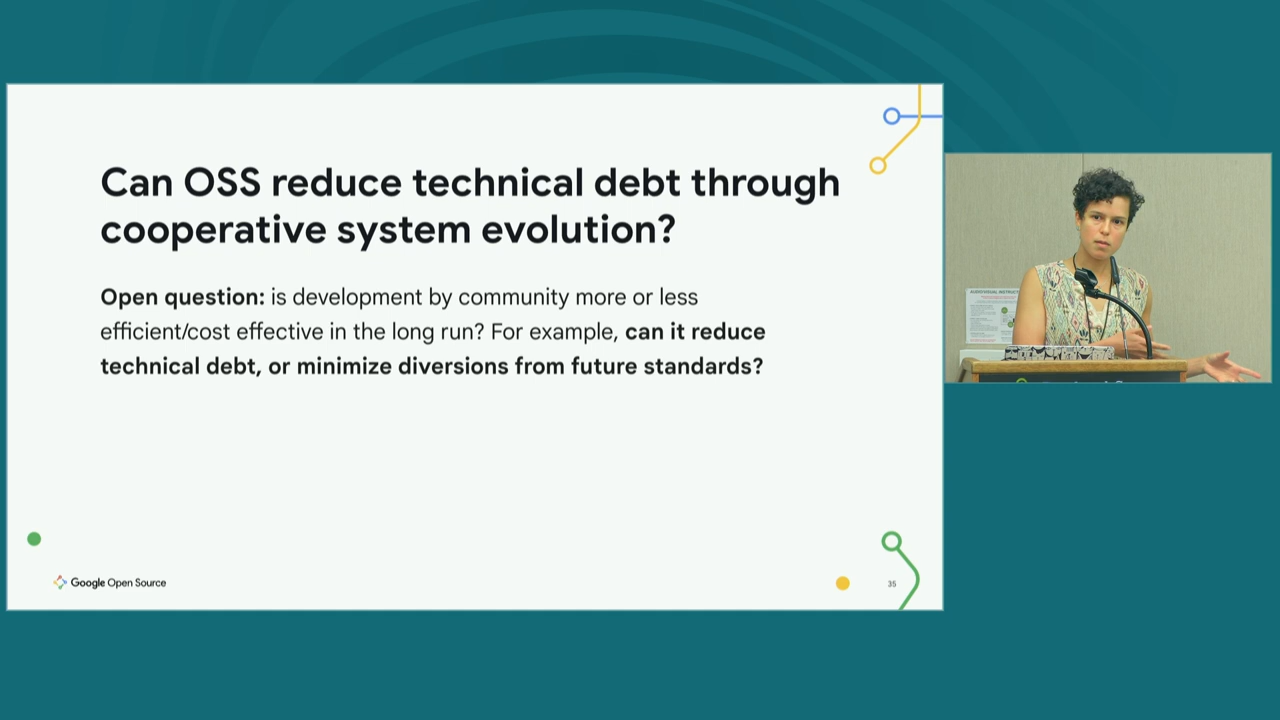 Can OSS reduce technical debt through
cooperative system evolution?
Open question: is development by community more or less
efficient/cost effective in the long run? For example, can it reduce
technical debt, or minimize diversions from future standards?
Google Open Source
35